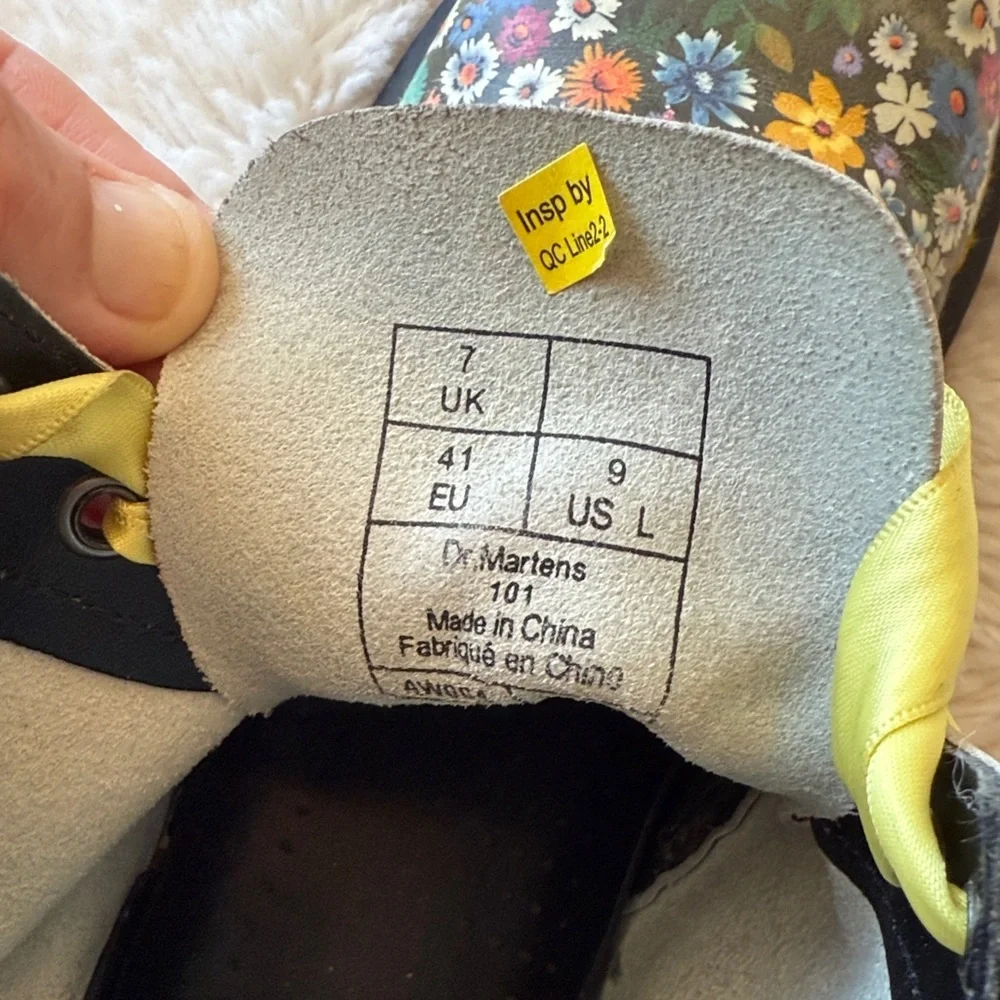 Insp by
QC Line2-2
7
UK
41
EU
9
US L
Dr.Martens
101
Made in China
Fabriqué en Chine